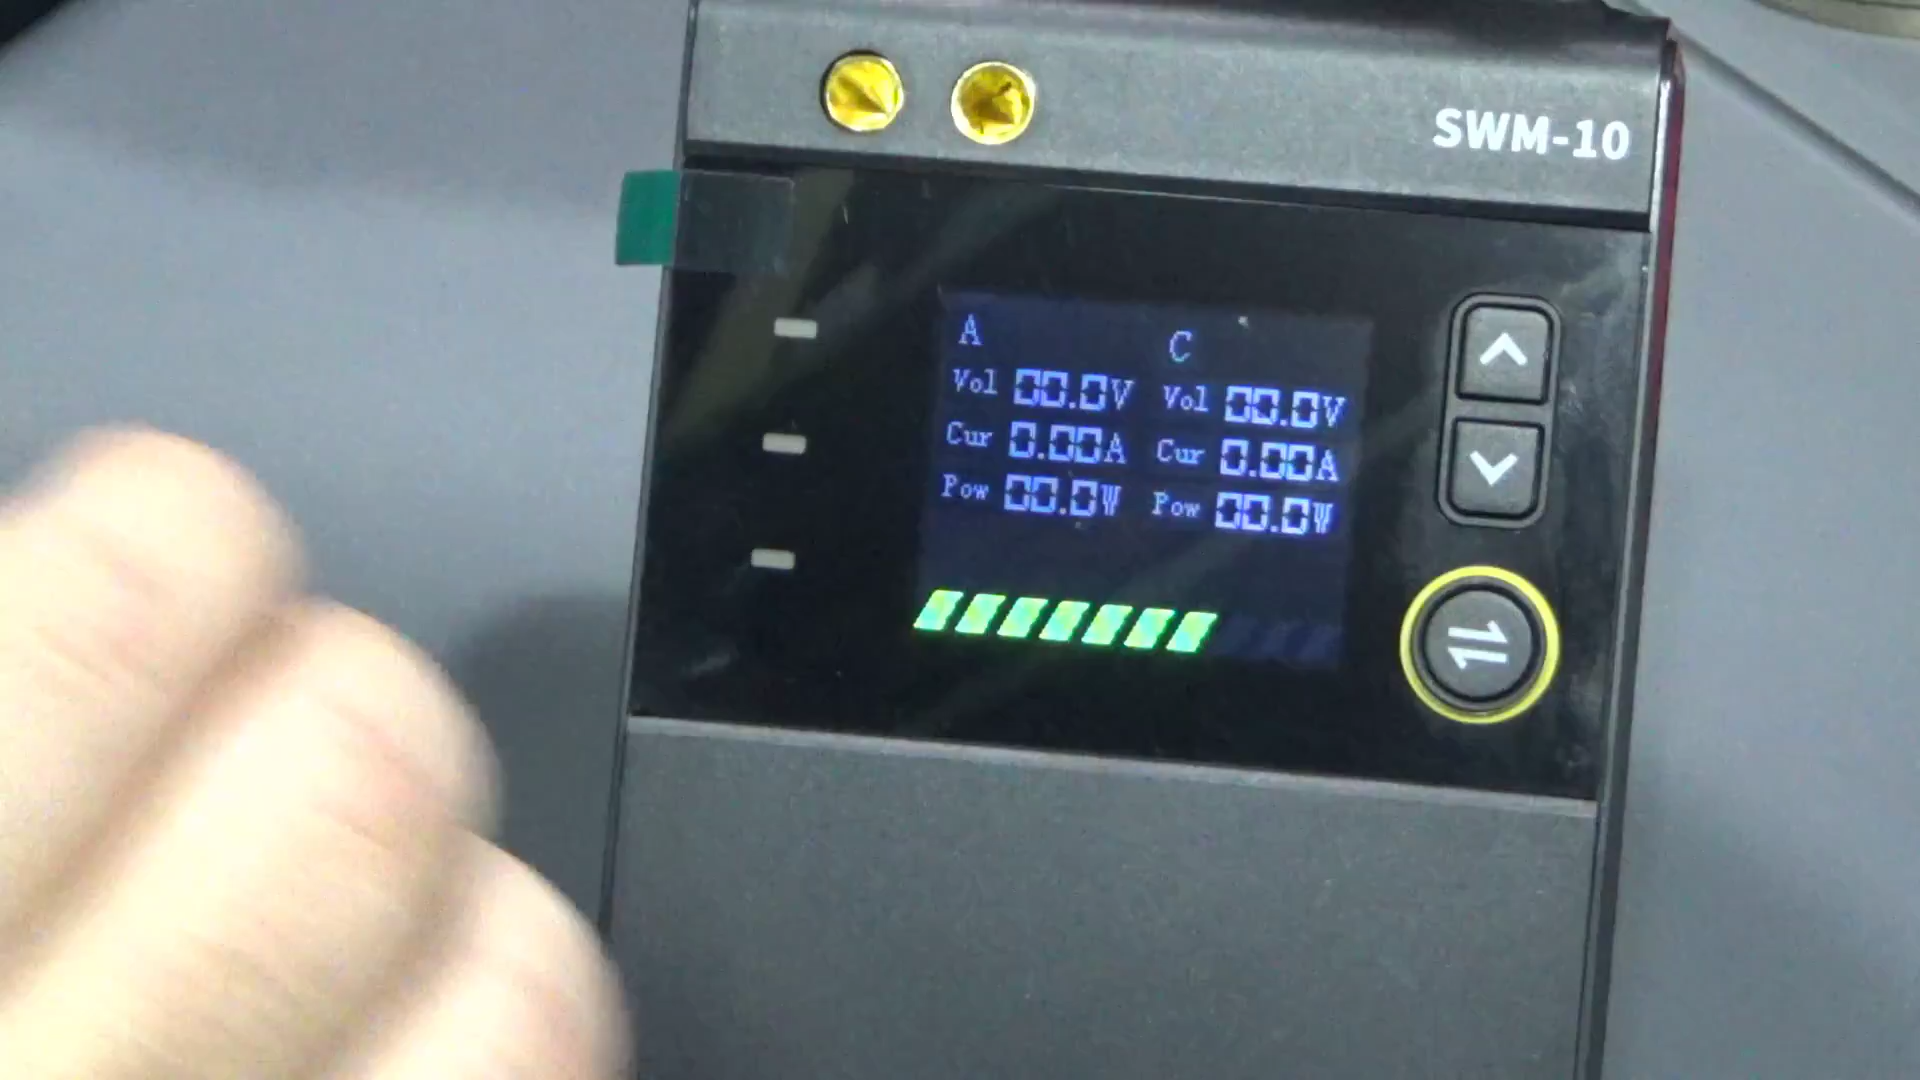 SWM-10
A C
Vol 00.0V Vol 00.0V
Cur 0.00A Cur 0.00A
Pow 00.0W Pow 00.0W